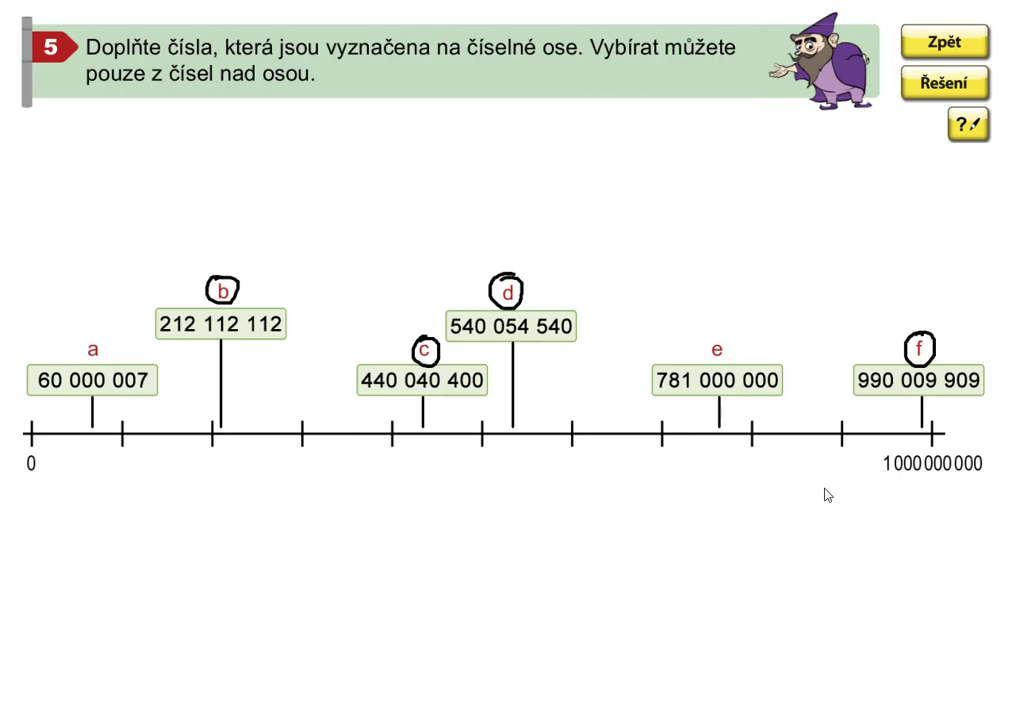 5 Doplňte čísla, která jsou vyznačena na číselné ose. Vybírat můžete
pouze z čísel nad osou.
Zpět
Řešení
?
b
212 112 112
d
540 054 540
a
60 000 007
c
440 040 400
e
781 000 000
f
990 009 909
0
1 000 000 000